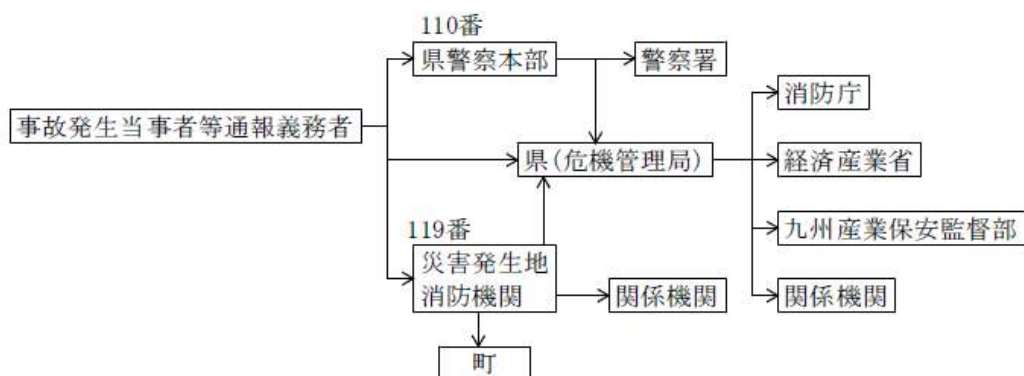 110番
県警察本部
警察署
消防庁
事故発生当事者等通報義務者
県(危機管理局)
経済産業省
119番
九州産業保安監督部
災害発生地
消防機関
関係機関
関係機関
町